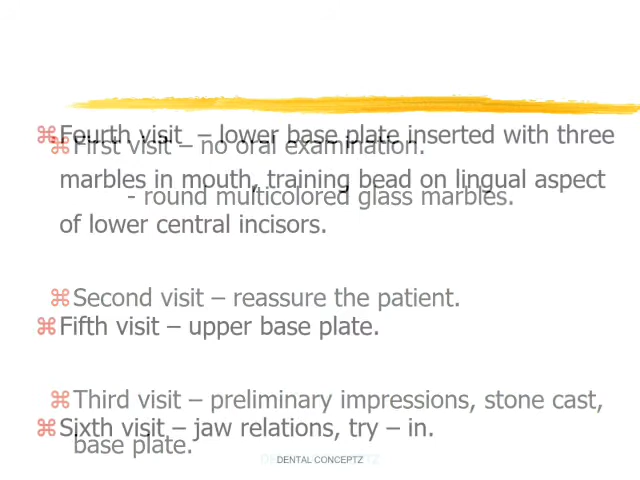 ⌘Fourth visit – lower base plate inserted with three
marbles in mouth, training bead on lingual aspect
of lower central incisors.
⌘Fifth visit – upper base plate.
⌘Sixth visit – jaw relations, try – in.
⌘First visit – no oral examination.
- round multicolored glass marbles.
⌘Second visit – reassure the patient.
⌘Third visit – preliminary impressions, stone cast,
base plate.
DENTAL CONCEPTZ